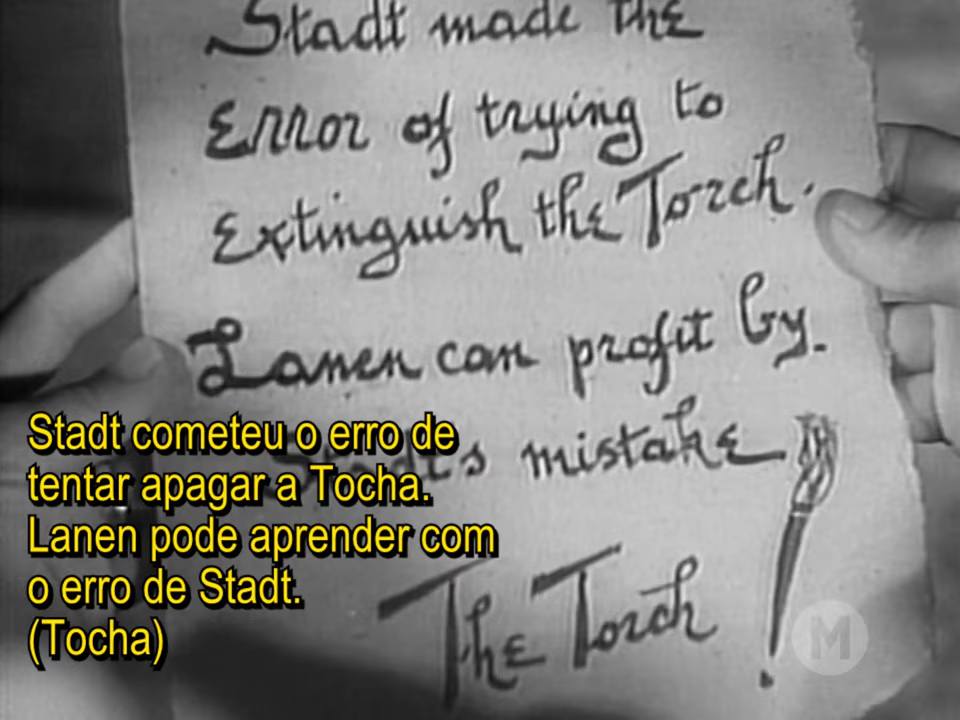 Stadt made the
Error of trying to
Extinguish the Torch.
Lanen can profit by.
Stadt's mistake
The Torch
Stadt cometeu o erro de
tentar apagar a Tocha.
Lanen pode aprender com
o erro de Stadt.
(Tocha)
M